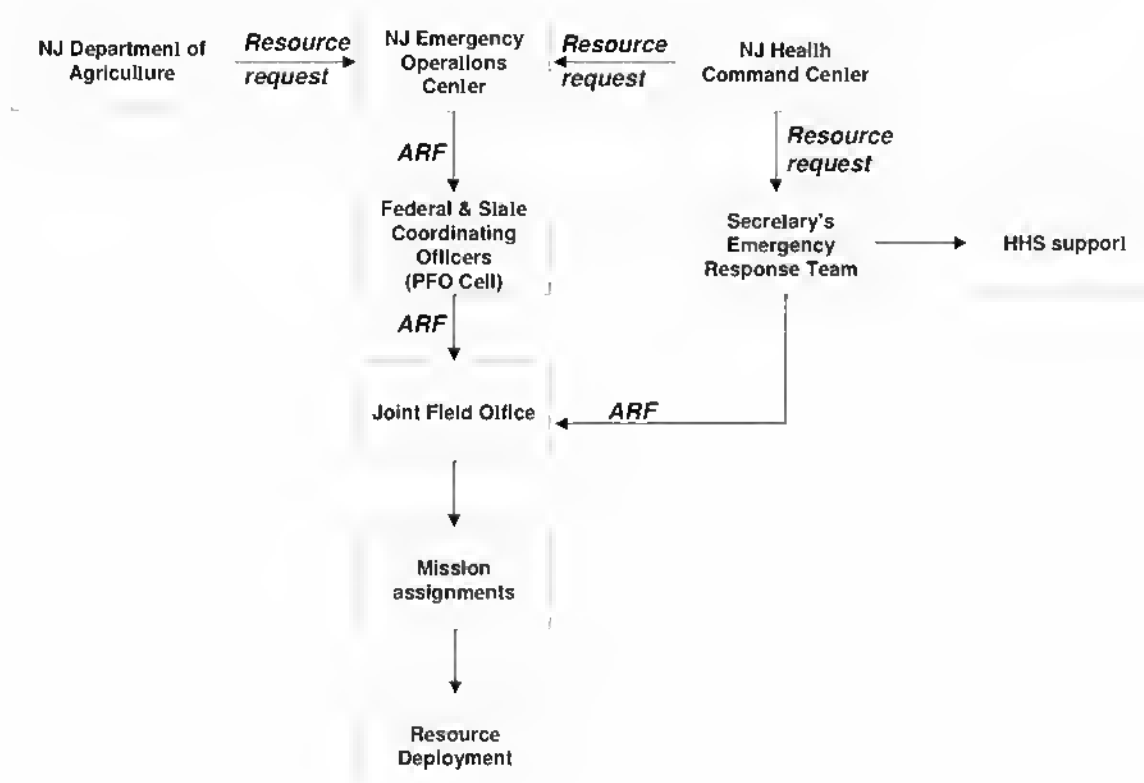 NJ Department of
Agriculture
Resource
request
NJ Emergency
Operations
Center
Resource
request
NJ Health
Command Center
ARF
Resource
request
Federal & State
Coordinating
Officers
(PFO Cell)
Secretary's
Emergency
Response Team
HHS support
ARF
Joint Field Office
ARF
Mission
assignments
Resource
Deployment